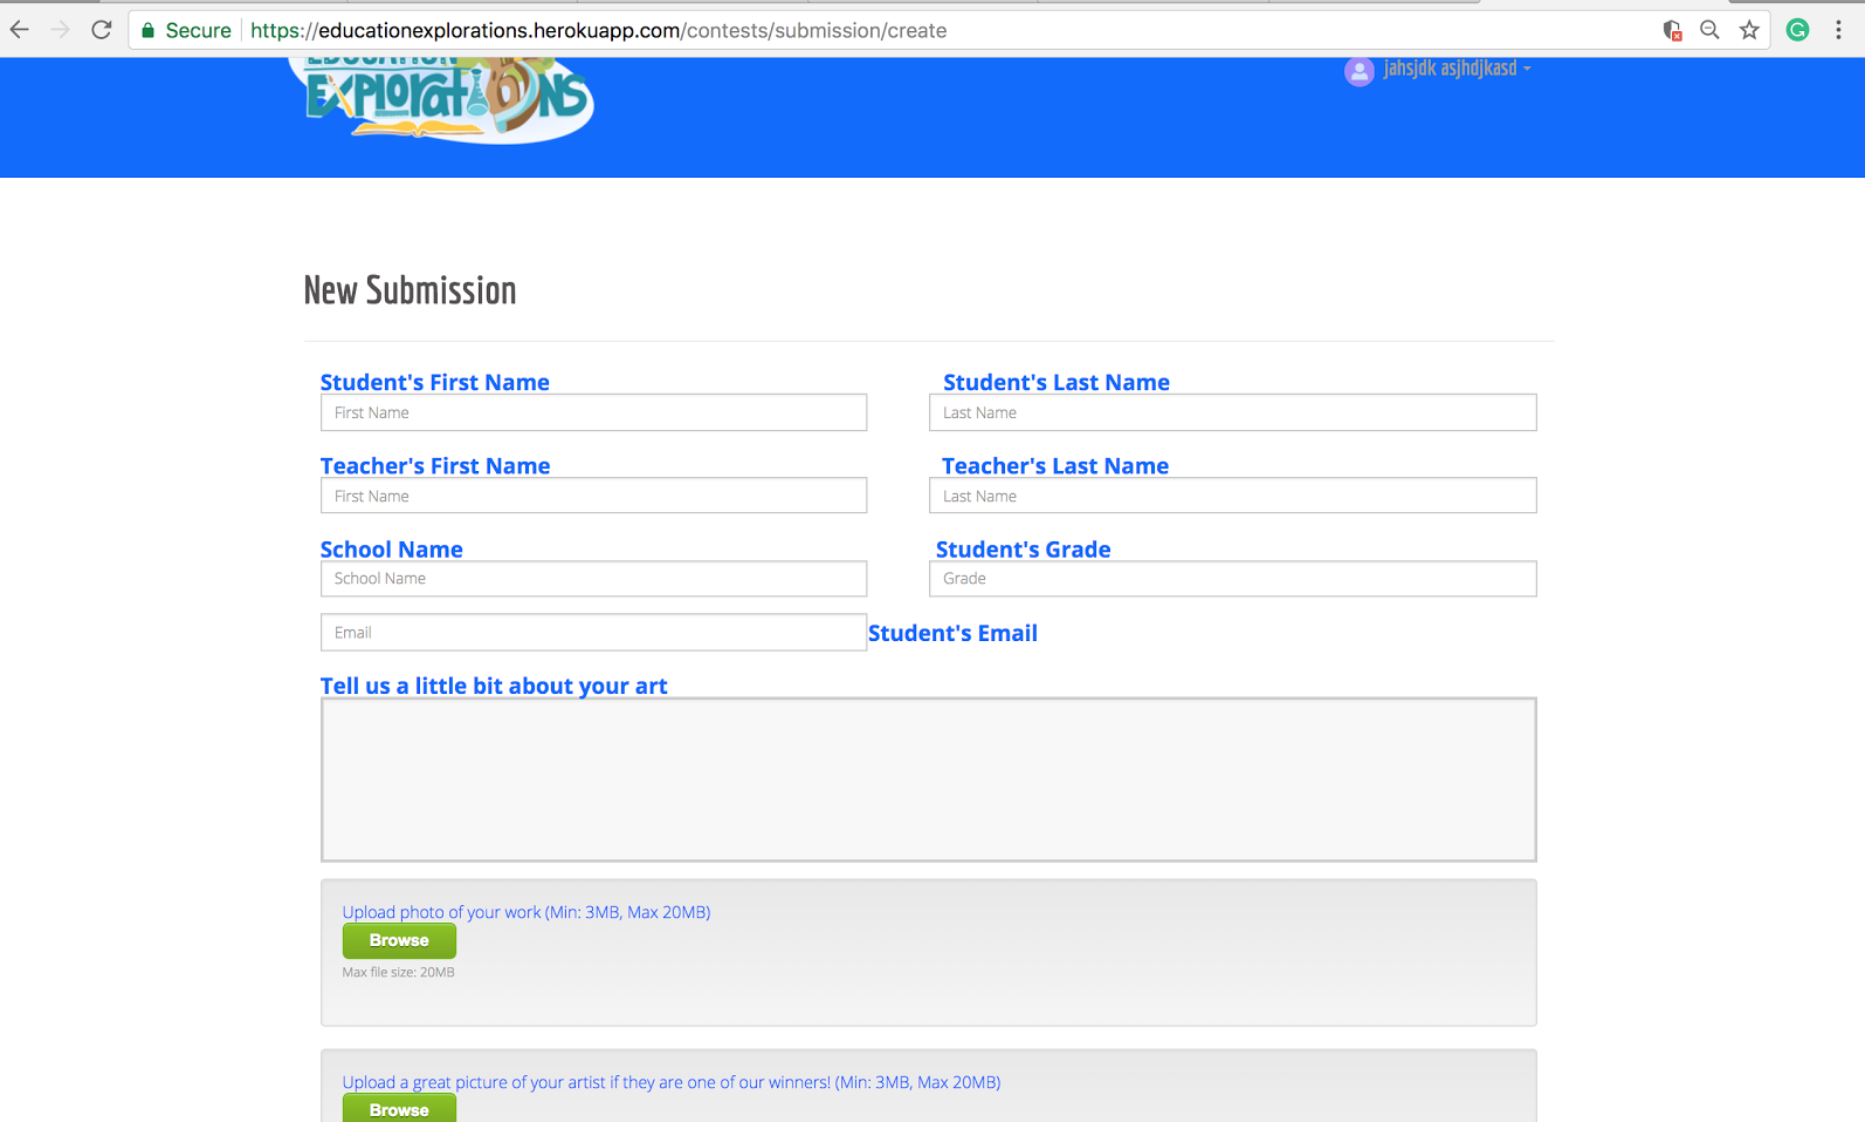 Secure https://educationexplorations.herokuapp.com/contests/submission/create
EDUCATION
EXPLORATIONS
jahsjdk asjhdjkasd
New Submission
Student's First Name Student's Last Name
First Name Last Name
Teacher's First Name Teacher's Last Name
First Name Last Name
School Name Student's Grade
School Name Grade
Email Student's Email
Tell us a little bit about your art
Upload photo of your work (Min: 3MB, Max 20MB)
Browse
Max file size: 20MB
Upload a great picture of your artist if they are one of our winners! (Min: 3MB, Max 20MB)
Browse